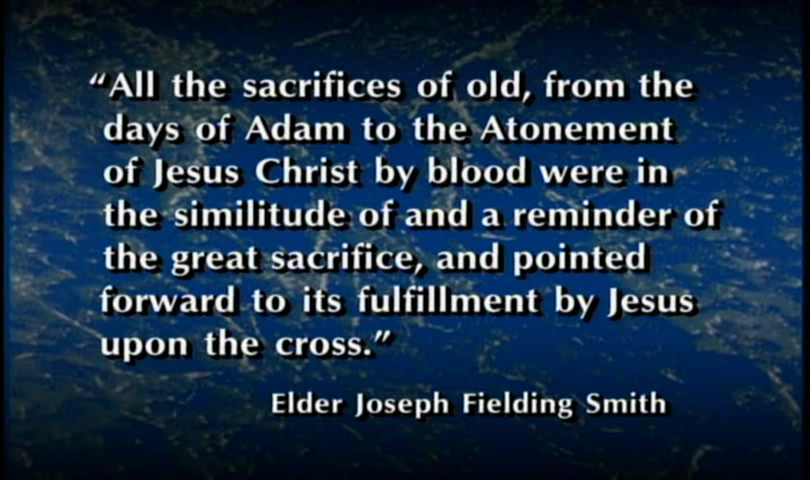 “All the sacrifices of old, from the
days of Adam to the Atonement
of Jesus Christ by blood were in
the similitude of and a reminder of
the great sacrifice, and pointed
forward to its fulfillment by Jesus
upon the cross.”
Elder Joseph Fielding Smith